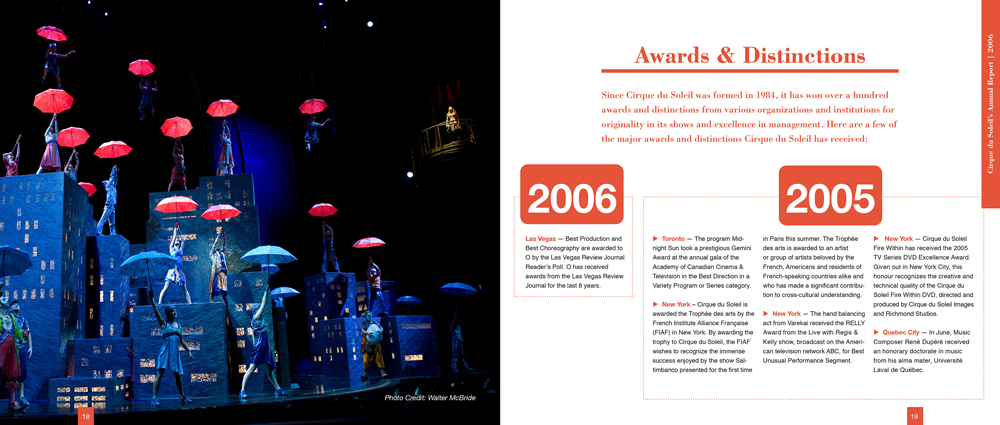 Photo Credit: Walter McBride
18
Cirque du Soleil's Annual Report | 2006
Awards & Distinctions
Since Cirque du Soleil was formed in 1984, it has won over a hundred
awards and distinctions from various organizations and institutions for
originality in its shows and excellence in management. Here are a few of
the major awards and distinctions Cirque du Soleil has received:
2006
Las Vegas — Best Production and
Best Choreography are awarded to
O by the Las Vegas Review Journal
Reader's Poll. O has received
awards from the Las Vegas Review
Journal for the last 8 years.
2005
► Toronto — The program Mid-
night Sun took a prestigious Gemini
Award at the annual gala of the
Academy of Canadian Cinema &
Television in the Best Direction in a
Variety Program or Series category.
► New York – Cirque du Soleil is
awarded the Trophée des arts by the
French Institute Alliance Française
(FIAF) in New York. By awarding the
trophy to Cirque du Soleil, the FIAF
wishes to recognize the immense
success enjoyed by the show Sal-
timbanco presented for the first time
in Paris this summer. The Trophée
des arts is awarded to an artist
or group of artists beloved by the
French, Americans and residents of
French-speaking countries alike and
who has made a significant contribu-
tion to cross-cultural understanding.
► New York — The hand balancing
act from Varekai received the RELLY
Award from the Live with Regis &
Kelly show, broadcast on the Ameri-
can television network ABC, for Best
Unusual Performance Segment.
► New York — Cirque du Soleil
Fire Within has received the 2005
TV Series DVD Excellence Award.
Given out in New York City, this
honour recognizes the creative and
technical quality of the Cirque du
Soleil Fire Within DVD, directed and
produced by Cirque du Soleil Images
and Richmond Studios.
► Quebec City — In June, Music
Composer René Dupéré received
an honorary doctorate in music
from his alma mater, Université
Laval de Québec.
19